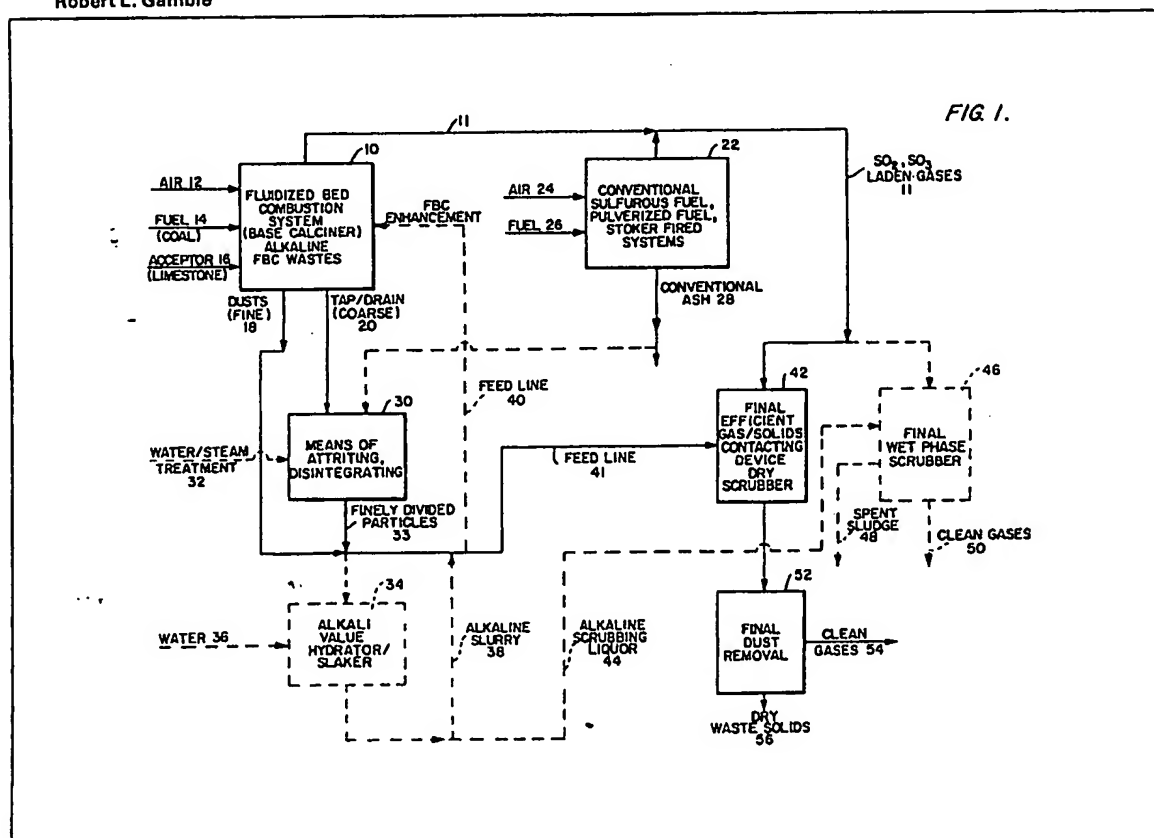 Robert L. Gamble
FIG. 1.
11
10
22
SO2, SO3
LADEN GASES
11
AIR 12
FUEL 14
(COAL)
ACCEPTOR 16
(LIMESTONE)
FLUIDIZED BED
COMBUSTION
SYSTEM
(BASE CALCINER)
ALKALINE
FBC WASTES
FBC
ENHANCEMENT
AIR 24
FUEL 26
CONVENTIONAL
SULFUROUS FUEL,
PULVERIZED FUEL,
STOKER FIRED
SYSTEMS
CONVENTIONAL
ASH 28
DUSTS
(FINE)
18
TAP/DRAIN
(COARSE)
20
FEED LINE
40
30
MEANS OF
ATTRITING,
DISINTEGRATING
WATER/STEAM
TREATMENT
32
FINELY DIVIDED
PARTICLES
33
FEED LINE
41
42
FINAL
EFFICIENT
GAS/SOLIDS
CONTACTING
DEVICE
DRY
SCRUBBER
46
FINAL
WET PHASE
SCRUBBER
SPENT
SLUDGE
48
CLEAN GASES
50
34
ALKALI
VALUE
HYDRATOR/
SLAKER
WATER 36
ALKALINE
SLURRY
38
ALKALINE
SCRUBBING
LIQUOR
44
52
FINAL
DUST
REMOVAL
CLEAN
GASES 54
DRY
WASTE SOLIDS
56